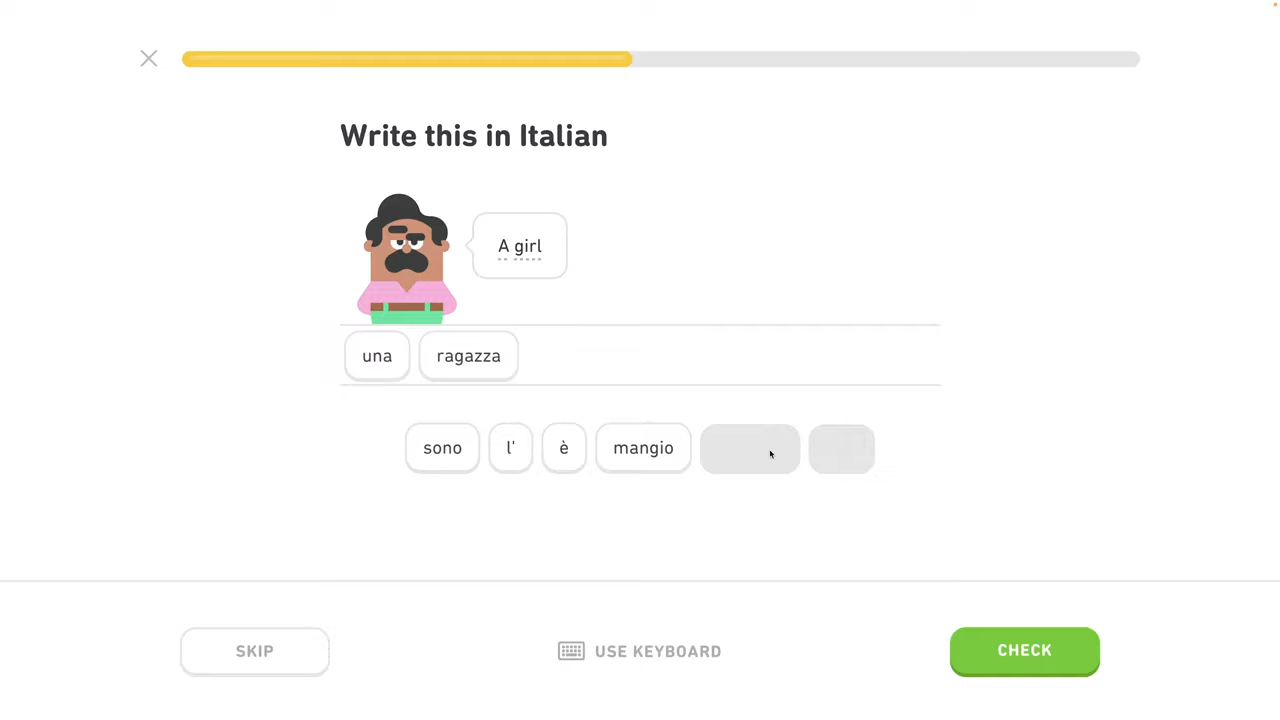 Write this in Italian
A girl
una ragazza
sono l' è mangio
SKIP USE KEYBOARD CHECK